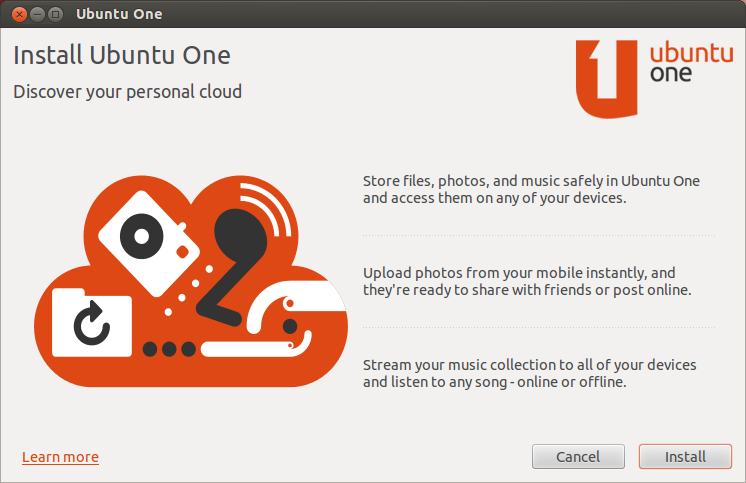 Ubuntu One
Install Ubuntu One
Discover your personal cloud
ubuntu
one
Store files, photos, and music safely in Ubuntu One
and access them on any of your devices.
Upload photos from your mobile instantly, and
they're ready to share with friends or post online.
Stream your music collection to all of your devices
and listen to any song - online or offline.
Learn more
Cancel
Install